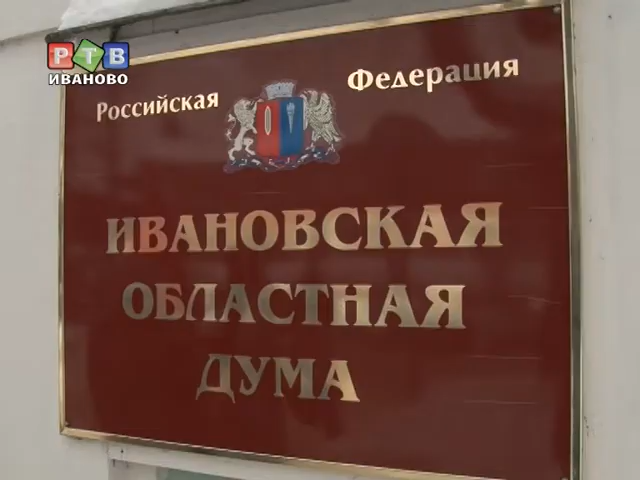 РТВ
ИВАНОВО
Российская Федерация
ИВАНОВСКАЯ
ОБЛАСТНАЯ
ДУМА